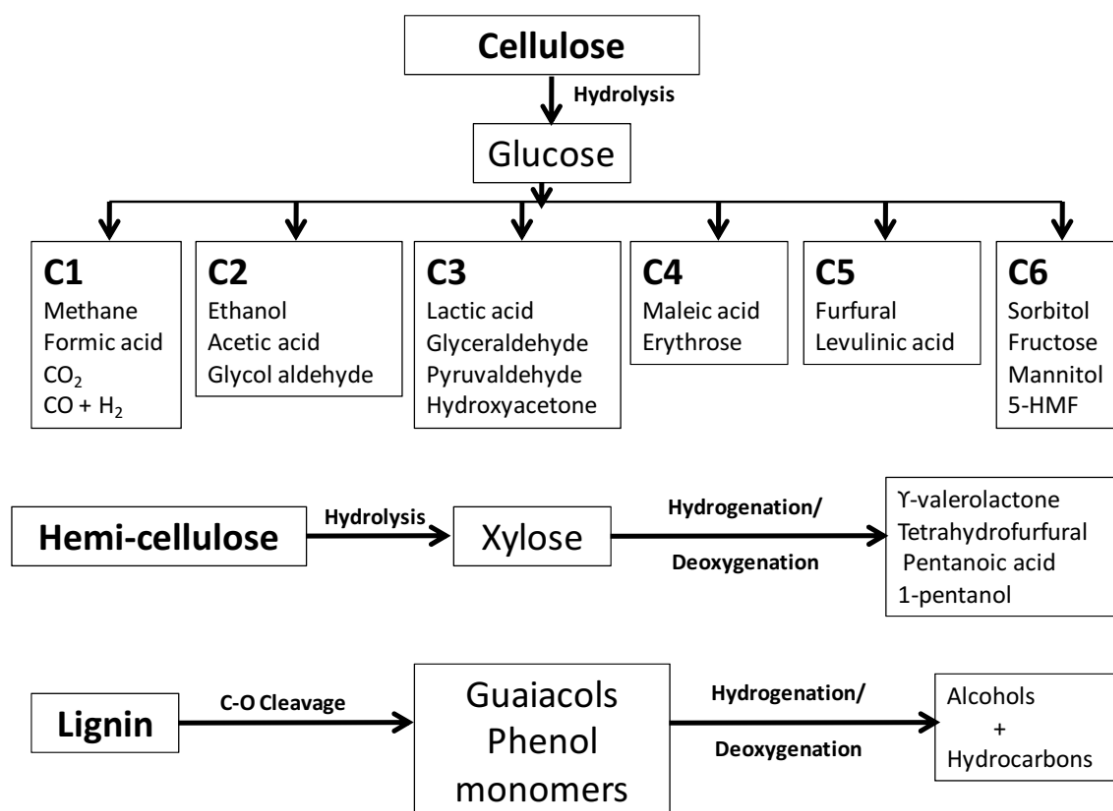 Cellulose
Hydrolysis
Glucose
C1
Methane
Formic acid
CO₂
CO + H₂
C2
Ethanol
Acetic acid
Glycol aldehyde
C3
Lactic acid
Glyceraldehyde
Pyruvaldehyde
Hydroxyacetone
C4
Maleic acid
Erythrose
C5
Furfural
Levulinic acid
C6
Sorbitol
Fructose
Mannitol
5-HMF
Hemi-cellulose
Hydrolysis
Xylose
Hydrogenation/
Deoxygenation
ϒ-valerolactone
Tetrahydrofurfural
Pentanoic acid
1-pentanol
Lignin
C-O Cleavage
Guaiacols
Phenol
monomers
Hydrogenation/
Deoxygenation
Alcohols
+
Hydrocarbons